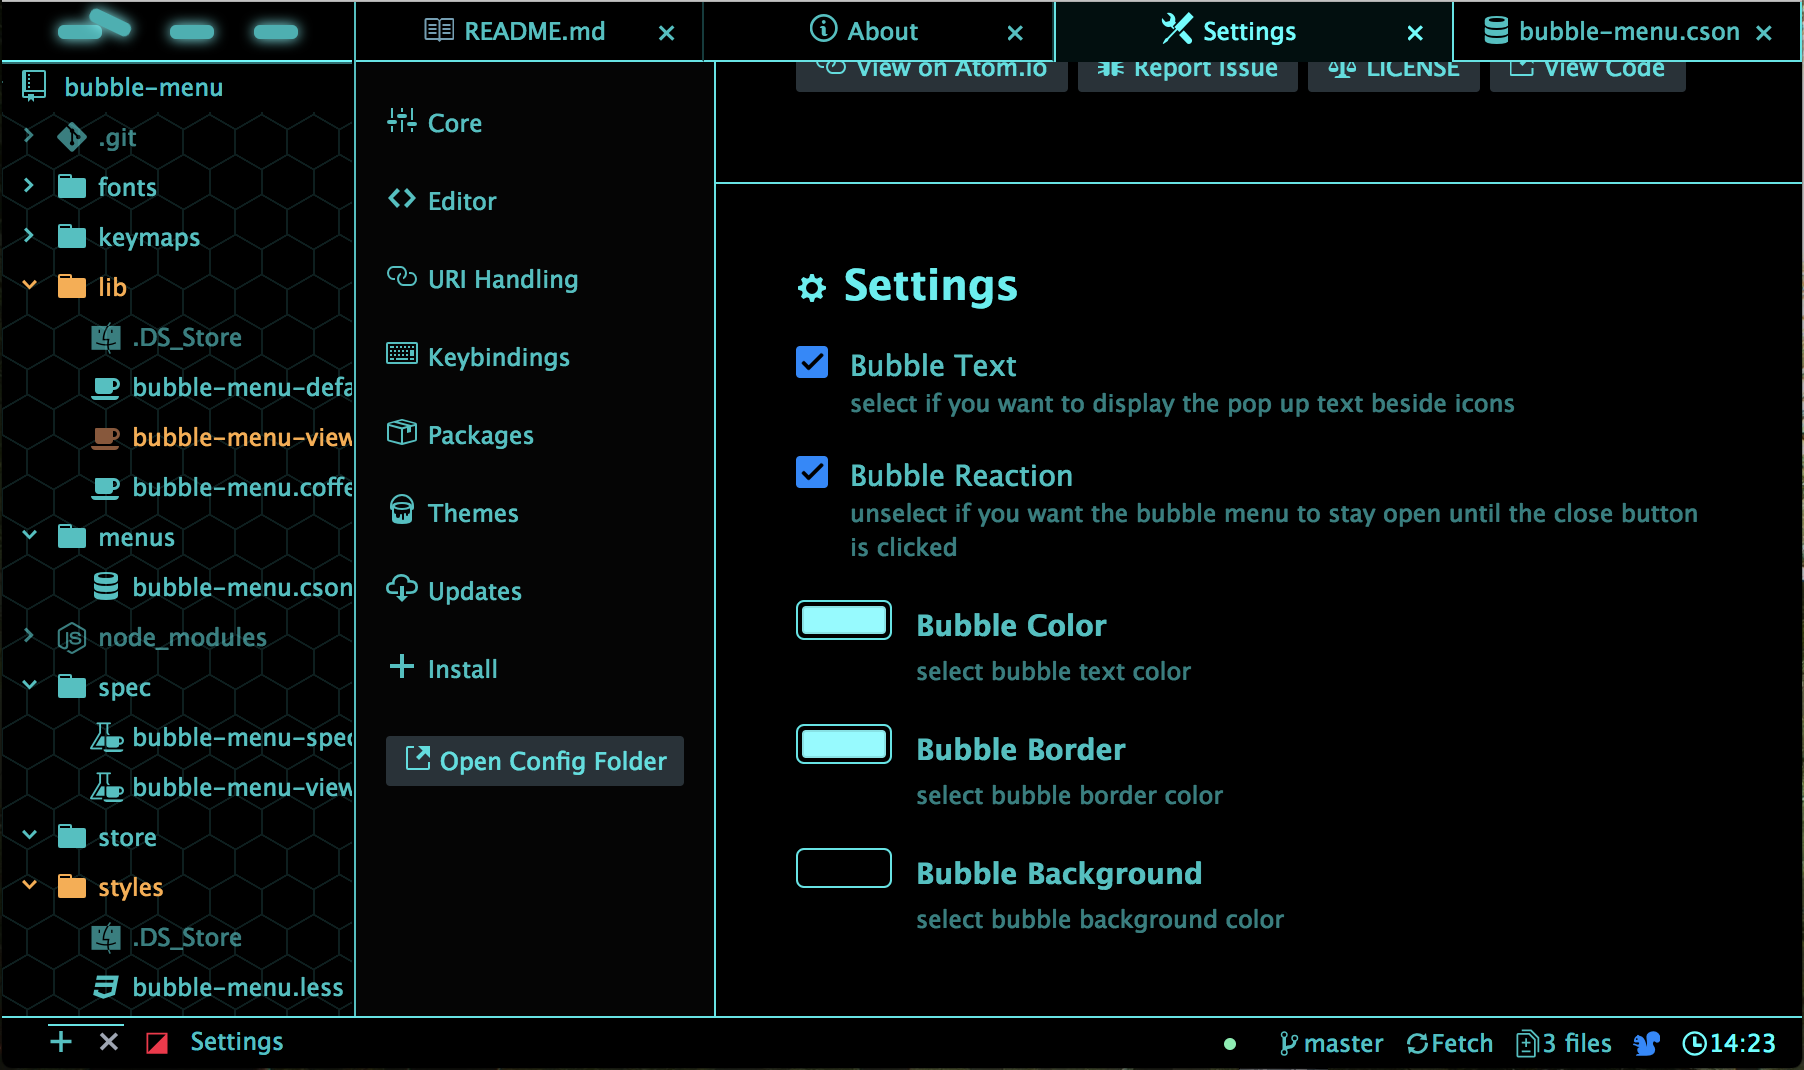 README.md
About
Settings
bubble-menu.cson
bubble-menu
.git
fonts
keymaps
lib
.DS_Store
bubble-menu-defa
bubble-menu-view
bubble-menu.coffe
menus
bubble-menu.cson
node_modules
spec
bubble-menu-spec
bubble-menu-view
store
styles
.DS_Store
bubble-menu.less
Core
Editor
URI Handling
Keybindings
Packages
Themes
Updates
Install
Open Config Folder
View on Atom.io
Report Issue
LICENSE
View Code
Settings
Bubble Text
select if you want to display the pop up text beside icons
Bubble Reaction
unselect if you want the bubble menu to stay open until the close button
is clicked
Bubble Color
select bubble text color
Bubble Border
select bubble border color
Bubble Background
select bubble background color
Settings
master
Fetch
3 files
14:23